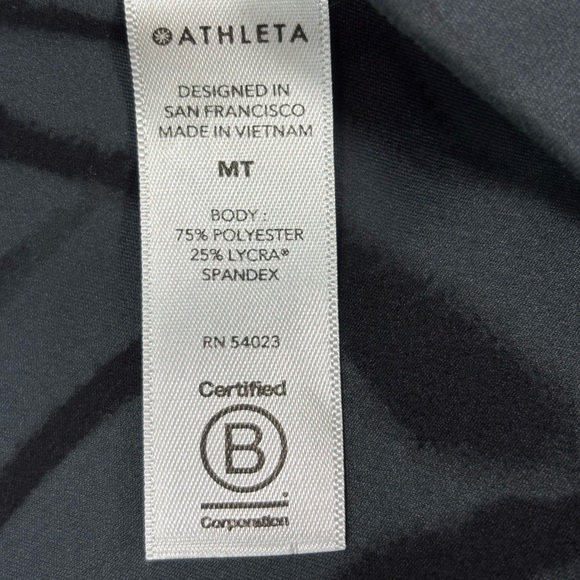 ATHLETA
DESIGNED IN
SAN FRANCISCO
MADE IN VIETNAM
MT
BODY :
75% POLYESTER
25% LYCRA®
SPANDEX
RN 54023
Certified
B
Corporation